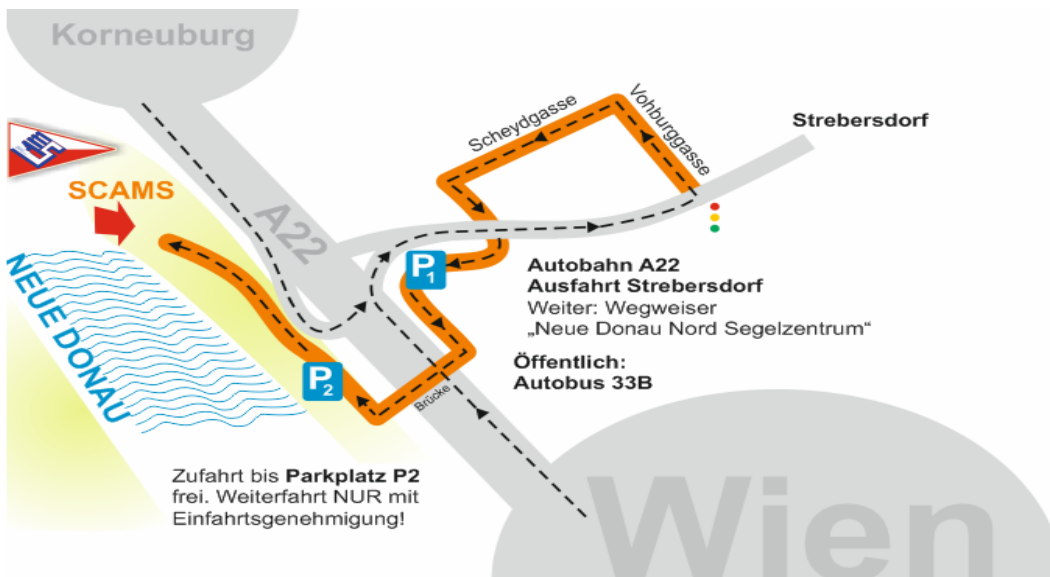 Korneuburg
Scheydgasse
Vohburggasse
Strebersdorf
SCAMS
A22
NEUE DONAU
P1
Autobahn A22
Ausfahrt Strebersdorf
Weiter: Wegweiser
„Neue Donau Nord Segelzentrum“
Öffentlich:
Autobus 33B
P2
Brücke
Zufahrt bis Parkplatz P2
frei. Weiterfahrt NUR mit
Einfahrtsgenehmigung!
Wien